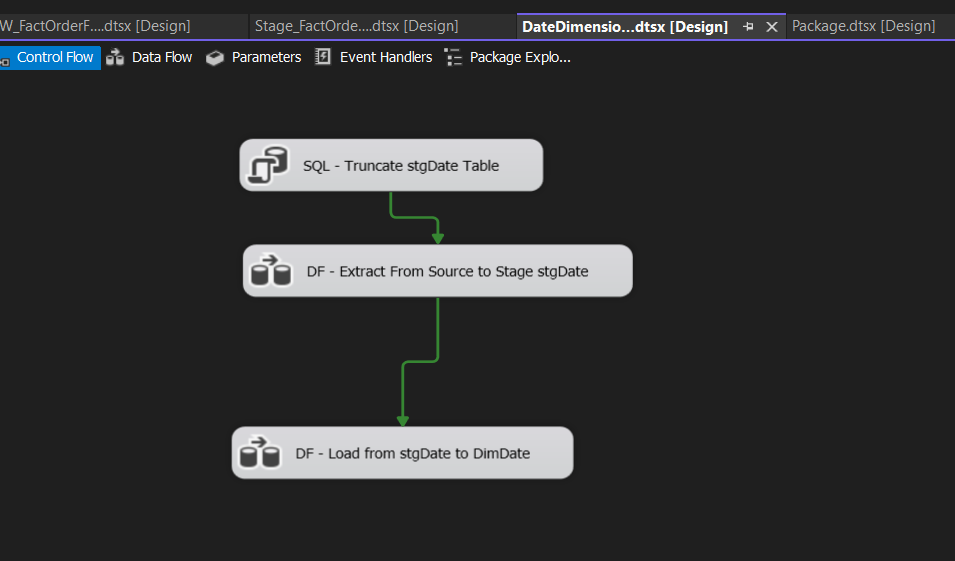 W_FactOrderF....dtsx [Design]
Stage_FactOrde....dtsx [Design]
DateDimensio...dtsx [Design]
Package.dtsx [Design]
Control Flow
Data Flow
Parameters
Event Handlers
Package Explo...
SQL - Truncate stgDate Table
DF - Extract From Source to Stage stgDate
DF - Load from stgDate to DimDate